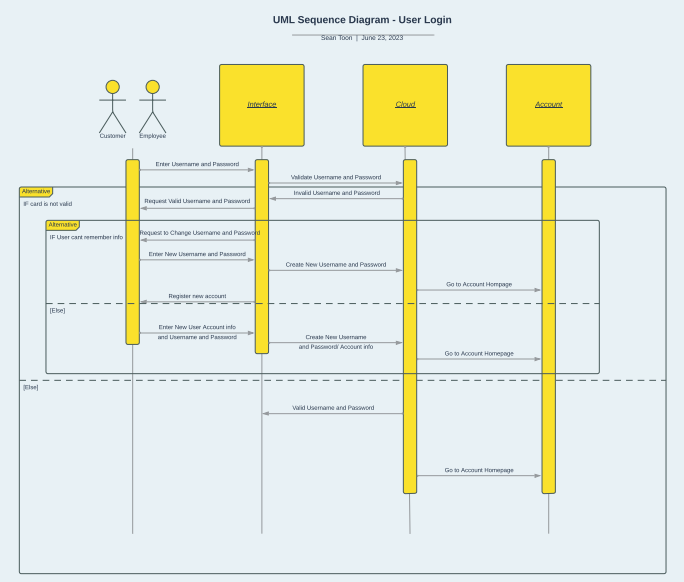 UML Sequence Diagram - User Login
Sean Toon | June 23, 2023
Interface
Cloud
Account
Customer
Employee
Enter Username and Password
Validate Username and Password
Alternative
Invalid Username and Password
IF card is not valid
Request Valid Username and Password
Alternative
IF User cant remember info
Request to Change Username and Password
Enter New Username and Password
Create New Username and Password
Go to Account Hompage
Register new account
[Else]
Enter New User Account info
and Username and Password
Create New Username
and Password/ Account info
Go to Account Homepage
[Else]
Valid Username and Password
Go to Account Homepage